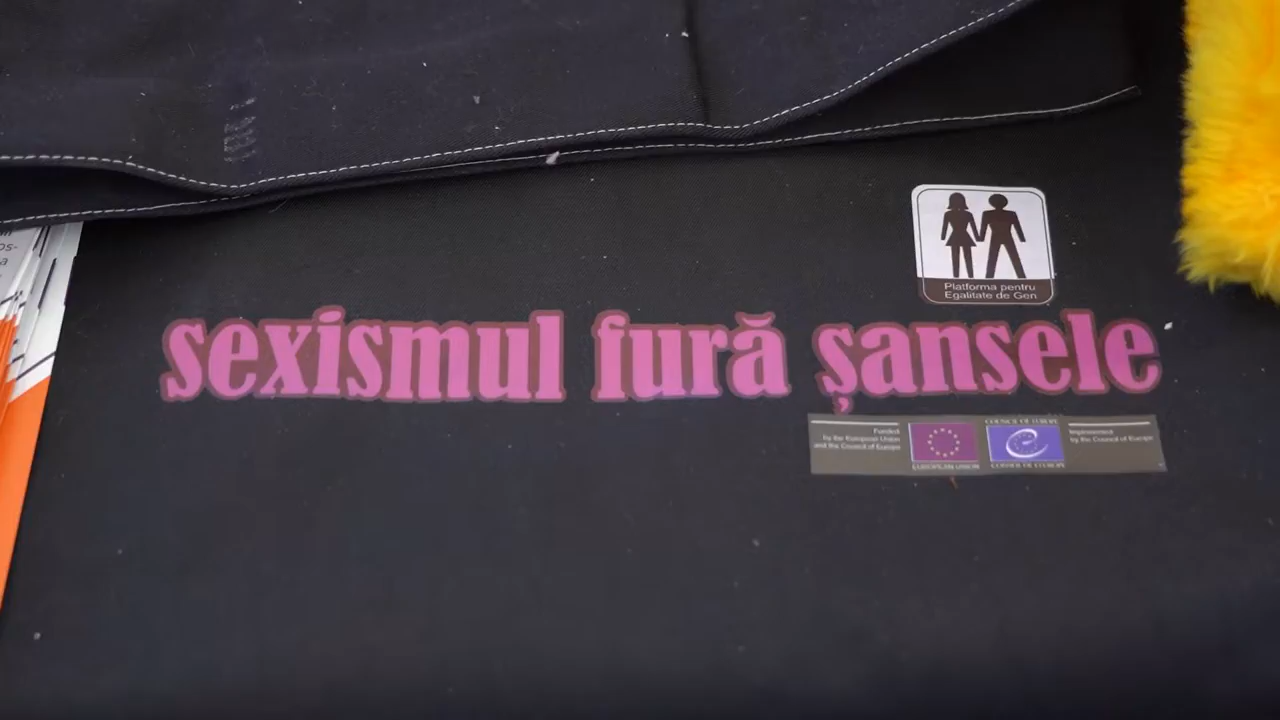 Platforma pentru
Egalitate de Gen
sexismul fură șansele
Funded
by the European Union
and the Council of Europe
EUROPEAN UNION
COUNCIL OF EUROPE
CONSEIL DE L'EUROPE
Implemented
by the Council of Europe